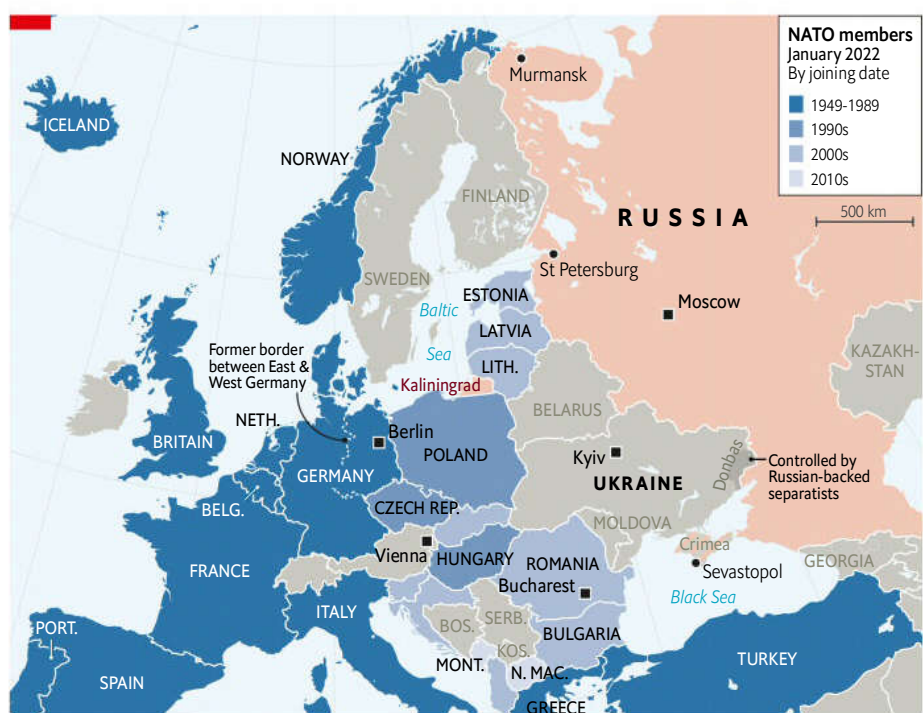 NATO members
January 2022
By joining date
1949-1989
1990s
2000s
2010s
500 km
Murmansk
ICELAND
NORWAY
FINLAND
RUSSIA
SWEDEN
St Petersburg
ESTONIA
Moscow
Baltic
Sea
LATVIA
KAZAKH-
STAN
Former border
between East &
West Germany
LITH.
Kaliningrad
BELARUS
NETH.
BRITAIN
Berlin
POLAND
Kyiv
Donbas
Controlled by
Russian-backed
separatists
GERMANY
UKRAINE
BELG.
CZECH REP.
MOLDOVA
Vienna
HUNGARY
Crimea
FRANCE
ROMANIA
GEORGIA
Sevastopol
Bucharest
Black Sea
ITALY
PORT.
BOS.
SERB.
BULGARIA
KOS.
MONT.
N. MAC.
TURKEY
SPAIN
GREECE